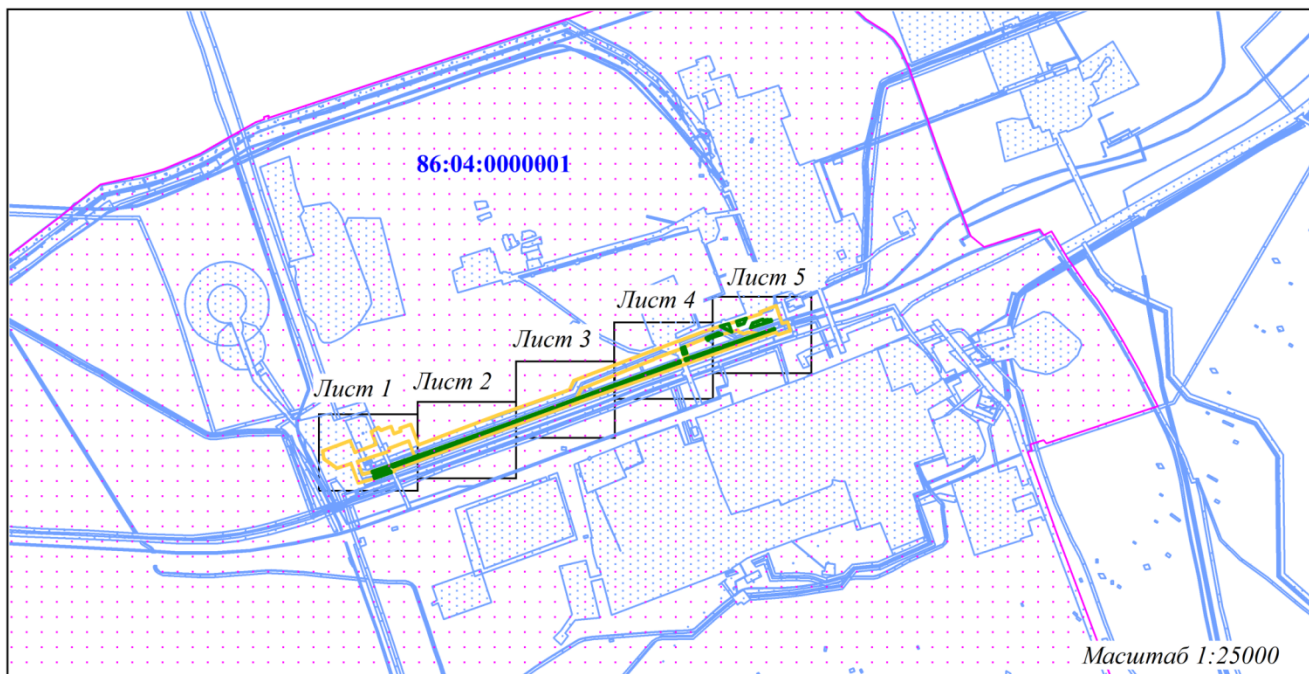 86:04:0000001
Лист 5
Лист 4
Лист 3
Лист 2
Лист 1
Масштаб 1:25000